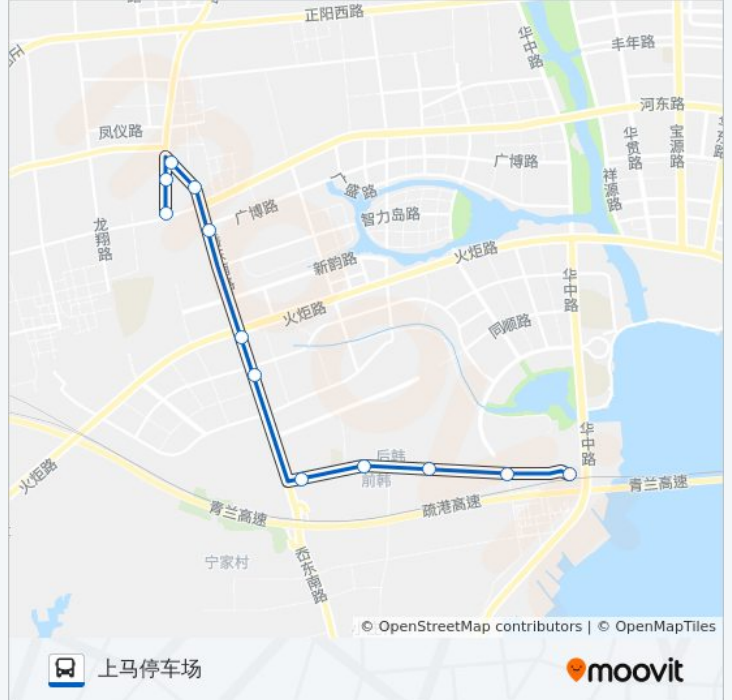 正阳西路
华中路
丰年路
河东路
凤仪路
华贯路
宝源路
广博路
祥源路
广盛路
智力岛路
广博路
龙翔路
火炬路
新韵路
华中路
火炬路
同顺路
华中路
后韩
前韩
火炬路
青兰高速
疏港高速
青兰高速
宁家村
岙东南路
© OpenStreetMap contributors | © OpenMapTiles
上马停车场
moovit